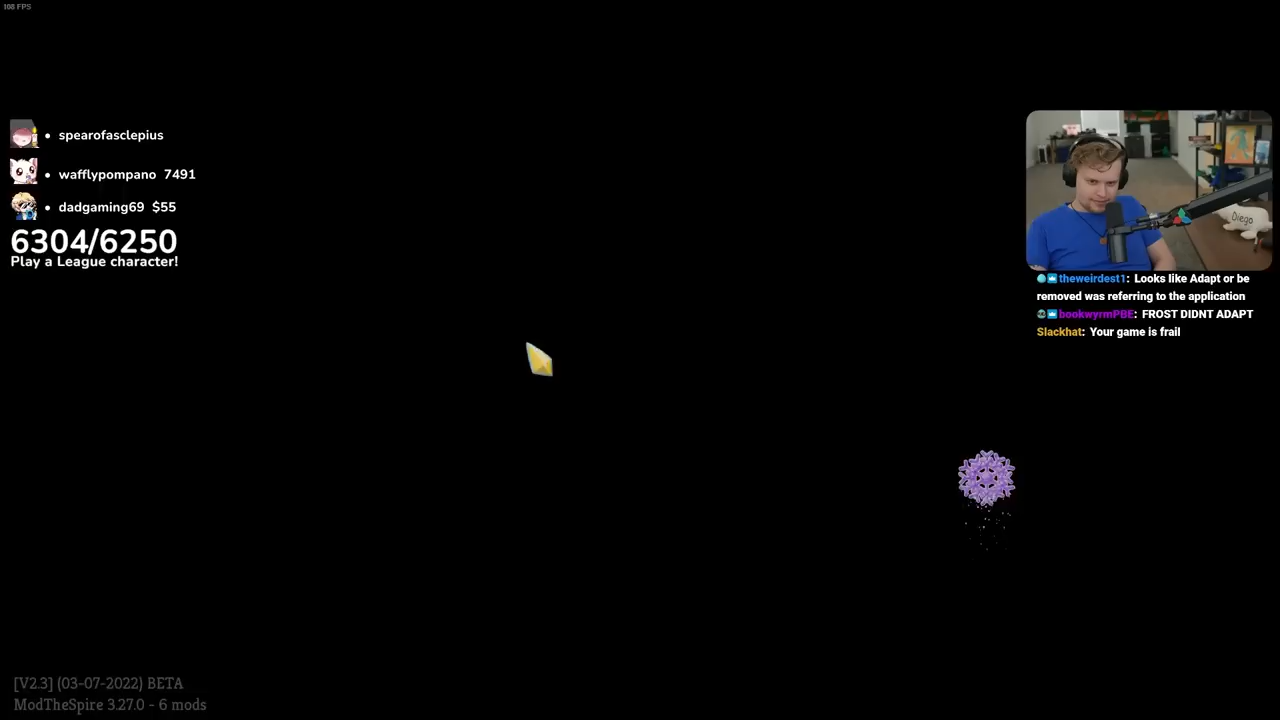 108 FPS
• spearofasclepius
• wafflypompano 7491
• dadgaming69 $55
6304/6250
Play a League character!
Diego
theweirdest1: Looks like Adapt or be
removed was referring to the application
bookwyrmPBE: FROST DIDNT ADAPT
Slackhat: Your game is frail
[V2.3] (03-07-2022) BETA
ModTheSpire 3.27.0 - 6 mods